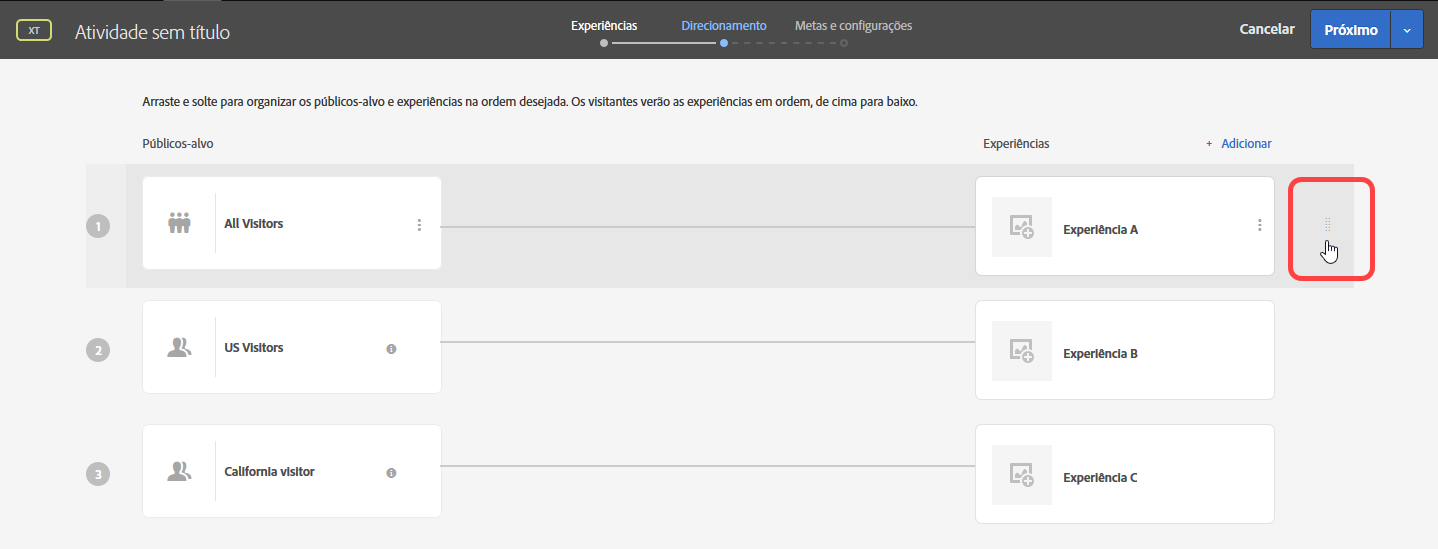 XT
Atividade sem título
Experiências
Direcionamento
Metas e configurações
Cancelar
Próximo
Arraste e solte para organizar os públicos-alvo e experiências na ordem desejada. Os visitantes verão as experiências em ordem, de cima para baixo.
Públicos-alvo
Experiências
+ Adicionar
1
All Visitors
Experiência A
2
US Visitors
Experiência B
3
California visitor
Experiência C